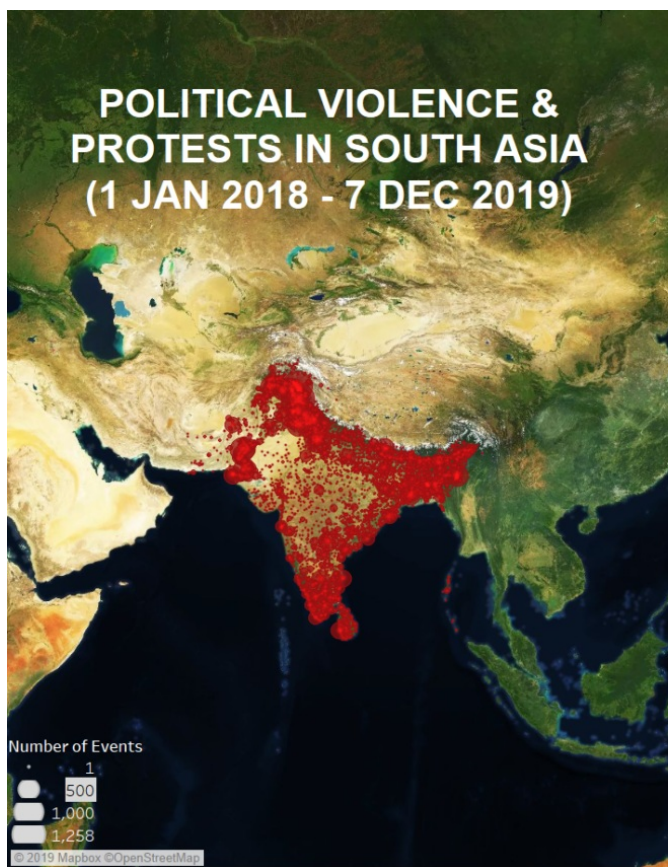 POLITICAL VIOLENCE &
PROTESTS IN SOUTH ASIA
(1 JAN 2018 - 7 DEC 2019)
Number of Events
1
500
1,000
1,258
© 2019 Mapbox ©OpenStreetMap